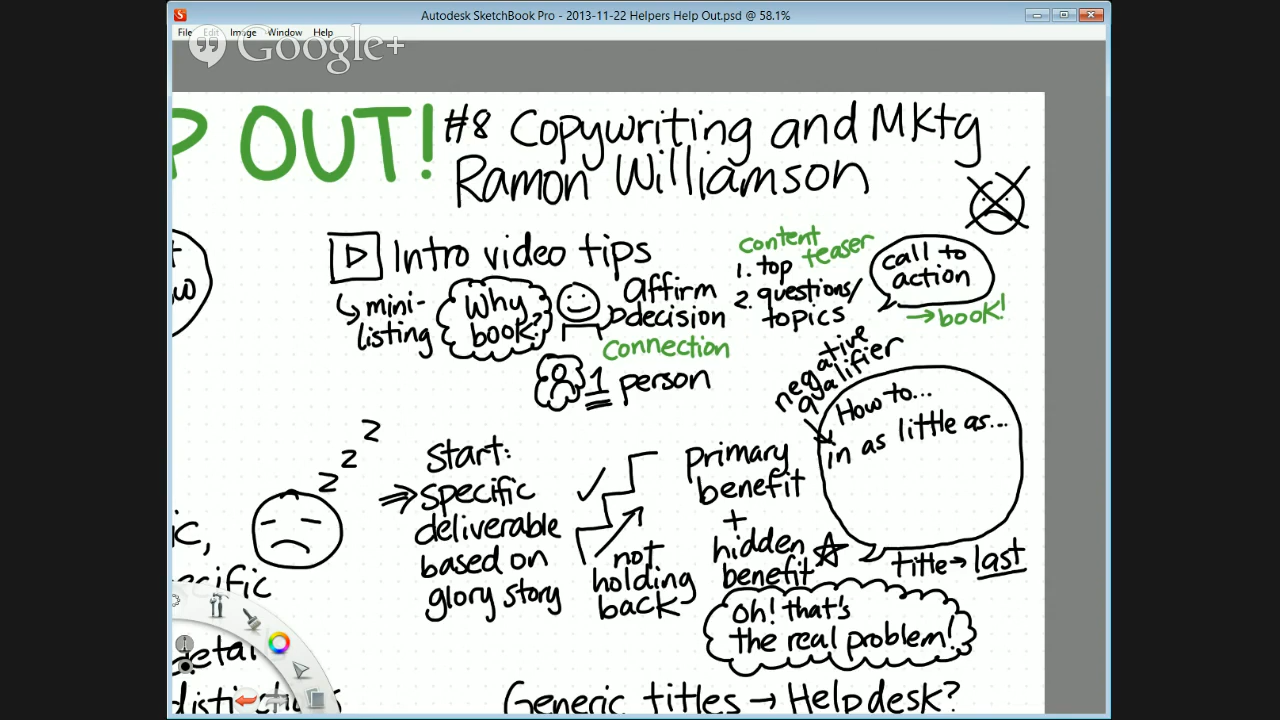 Autodesk SketchBook Pro - 2013-11-22 Helpers Help Out.psd @ 58.1%
File Edit Image Window Help
Google+
P OUT!
#8 Copywriting and Mktg
Ramon Williamson
Intro video tips
mini-
listing
Why
book?
Affirm
decision
connection
1 person
content
teaser
1. top
2. questions/
topics
call to
action
→ book!
negative
qualifier
How to...
in as little as...
title → last
z z z
Start:
⇒ specific
deliverable
based on
glory story
✓
not
holding
back
primary
benefit
+
hidden
benefit
oh! that's
the real problem!
Generic titles → Helpdesk?